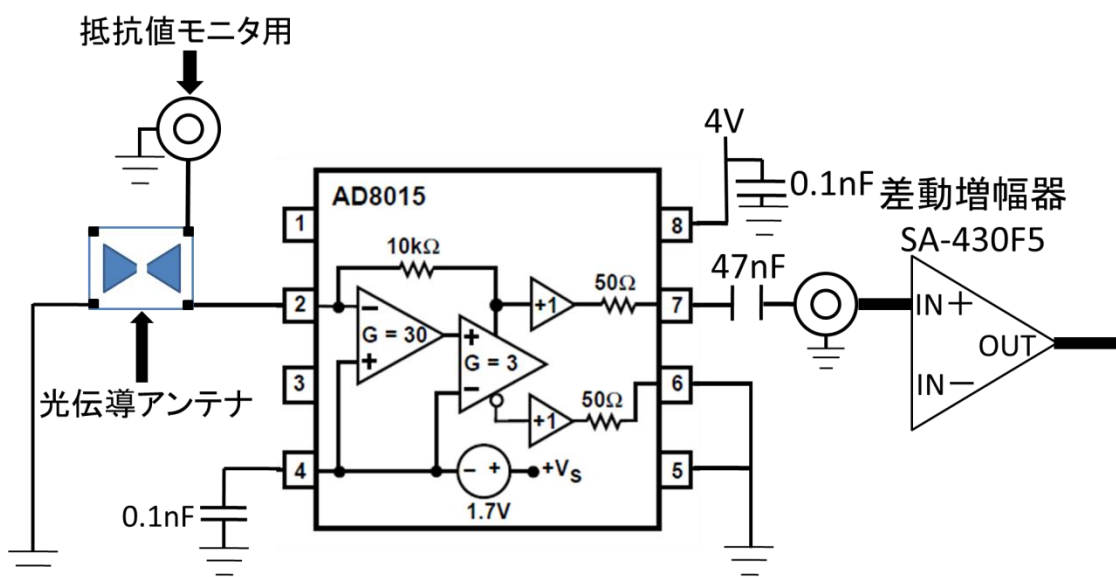 抵抗値モニタ用
光伝導アンテナ
0.1nF
AD8015
1
2
3
4
10kΩ
G = 30
+1
50Ω
G = 3
+1
50Ω
+VS
1.7V
8
7
6
5
4V
0.1nF
47nF
差動増幅器
SA-430F5
IN+
OUT
IN−